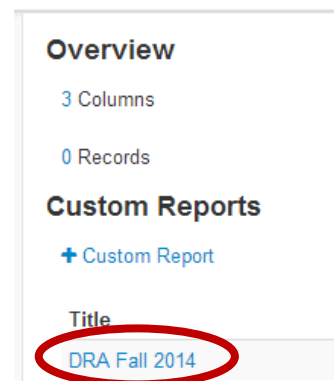 Overview
3 Columns
0 Records
Custom Reports
+ Custom Report
Title
DRA Fall 2014